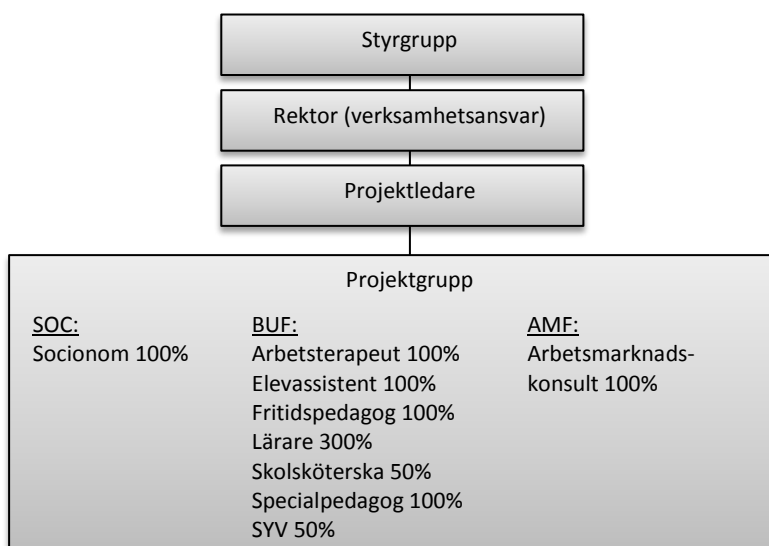 Styrgrupp
Rektor (verksamhetsansvar)
Projektledare
Projektgrupp
SOC:
Socionom 100%
BUF:
Arbetsterapeut 100%
Elevassistent 100%
Fritidspedagog 100%
Lärare 300%
Skolsköterska 50%
Specialpedagog 100%
SYV 50%
AMF:
Arbetsmarknads-
konsult 100%